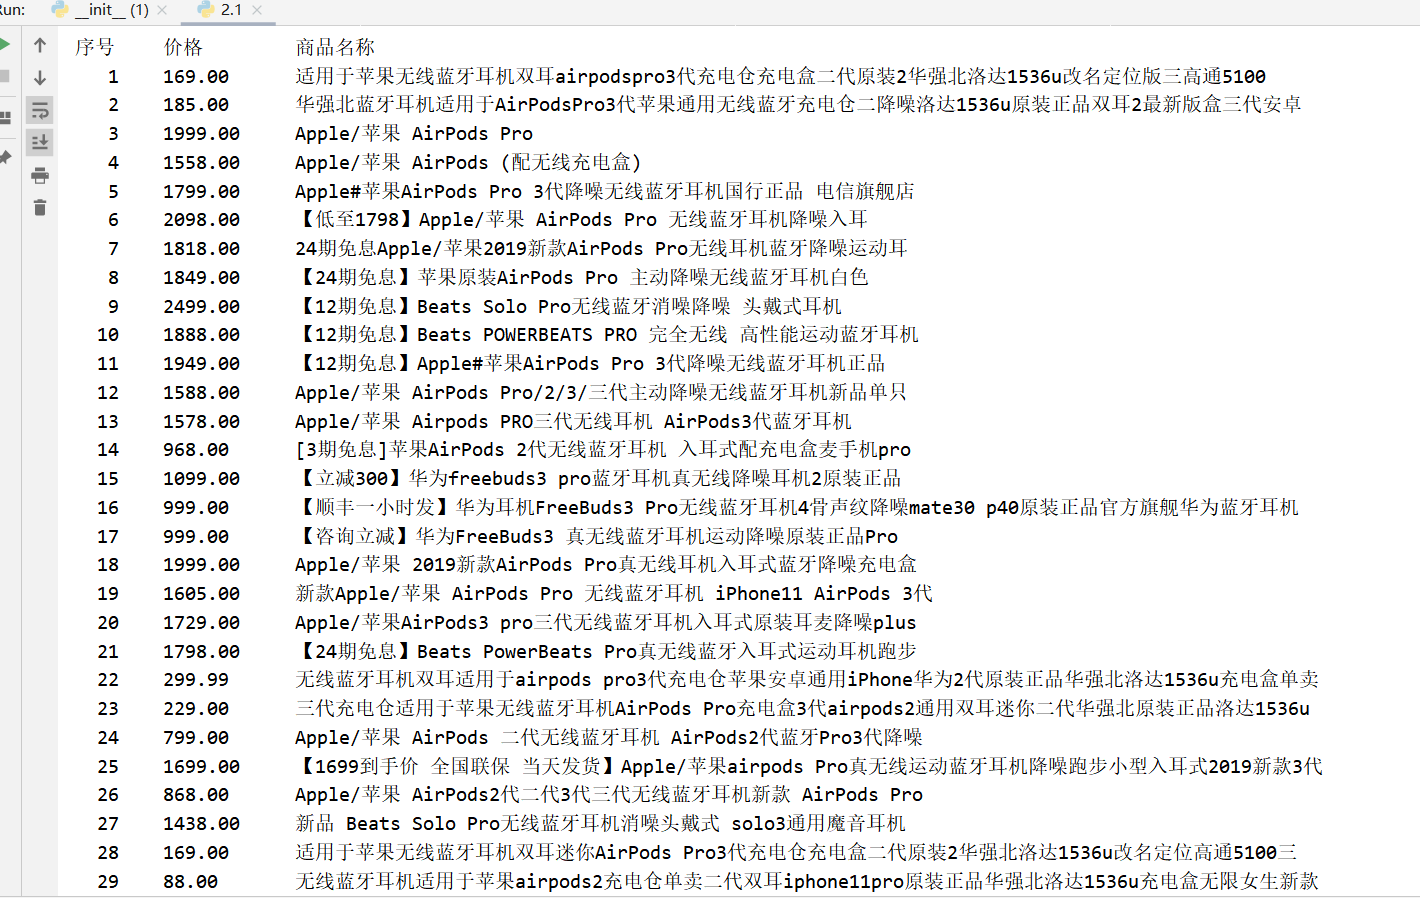 Run: __init__ (1) 2.1
序号 价格 商品名称
1 169.00 适用于苹果无线蓝牙耳机双耳airpodspro3代充电仓充电盒二代原装2华强北洛达1536u改名定位版三高通5100
2 185.00 华强北蓝牙耳机适用于AirPodsPro3代苹果通用无线蓝牙充电仓二降噪洛达1536u原装正品双耳2最新版盒三代安卓
3 1999.00 Apple/苹果 AirPods Pro
4 1558.00 Apple/苹果 AirPods (配无线充电盒)
5 1799.00 Apple#苹果AirPods Pro 3代降噪无线蓝牙耳机国行正品 电信旗舰店
6 2098.00 【低至1798】Apple/苹果 AirPods Pro 无线蓝牙耳机降噪入耳
7 1818.00 24期免息Apple/苹果2019新款AirPods Pro无线耳机蓝牙降噪运动耳
8 1849.00 【24期免息】苹果原装AirPods Pro 主动降噪无线蓝牙耳机白色
9 2499.00 【12期免息】Beats Solo Pro无线蓝牙消噪降噪 头戴式耳机
10 1888.00 【12期免息】Beats POWERBEATS PRO 完全无线 高性能运动蓝牙耳机
11 1949.00 【12期免息】Apple#苹果AirPods Pro 3代降噪无线蓝牙耳机正品
12 1588.00 Apple/苹果 AirPods Pro/2/3/三代主动降噪无线蓝牙耳机新品单只
13 1578.00 Apple/苹果 Airpods PRO三代无线耳机 AirPods3代蓝牙耳机
14 968.00 [3期免息]苹果AirPods 2代无线蓝牙耳机 入耳式配充电盒麦手机pro
15 1099.00 【立减300】华为freebuds3 pro蓝牙耳机真无线降噪耳机2原装正品
16 999.00 【顺丰一小时发】华为耳机FreeBuds3 Pro无线蓝牙耳机4骨声纹降噪mate30 p40原装正品官方旗舰华为蓝牙耳机
17 999.00 【咨询立减】华为FreeBuds3 真无线蓝牙耳机运动降噪原装正品Pro
18 1999.00 Apple/苹果 2019新款AirPods Pro真无线耳机入耳式蓝牙降噪充电盒
19 1605.00 新款Apple/苹果 AirPods Pro 无线蓝牙耳机 iPhone11 AirPods 3代
20 1729.00 Apple/苹果AirPods3 pro三代无线蓝牙耳机入耳式原装耳麦降噪plus
21 1798.00 【24期免息】Beats PowerBeats Pro真无线蓝牙入耳式运动耳机跑步
22 299.99 无线蓝牙耳机双耳适用于airpods pro3代充电仓苹果安卓通用iPhone华为2代原装正品华强北洛达1536u充电盒单卖
23 229.00 三代充电仓适用于苹果无线蓝牙耳机AirPods Pro充电盒3代airpods2通用双耳迷你二代华强北原装正品洛达1536u
24 799.00 Apple/苹果 AirPods 二代无线蓝牙耳机 AirPods2代蓝牙Pro3代降噪
25 1699.00 【1699到手价 全国联保 当天发货】Apple/苹果airpods Pro真无线运动蓝牙耳机降噪跑步小型入耳式2019新款3代
26 868.00 Apple/苹果 AirPods2代二代3代三代无线蓝牙耳机新款 AirPods Pro
27 1438.00 新品 Beats Solo Pro无线蓝牙耳机消噪头戴式 solo3通用魔音耳机
28 169.00 适用于苹果无线蓝牙耳机双耳迷你AirPods Pro3代充电仓充电盒二代原装2华强北洛达1536u改名定位高通5100三
29 88.00 无线蓝牙耳机适用于苹果airpods2充电仓单卖二代双耳iphone11pro原装正品华强北洛达1536u充电盒无限女生新款